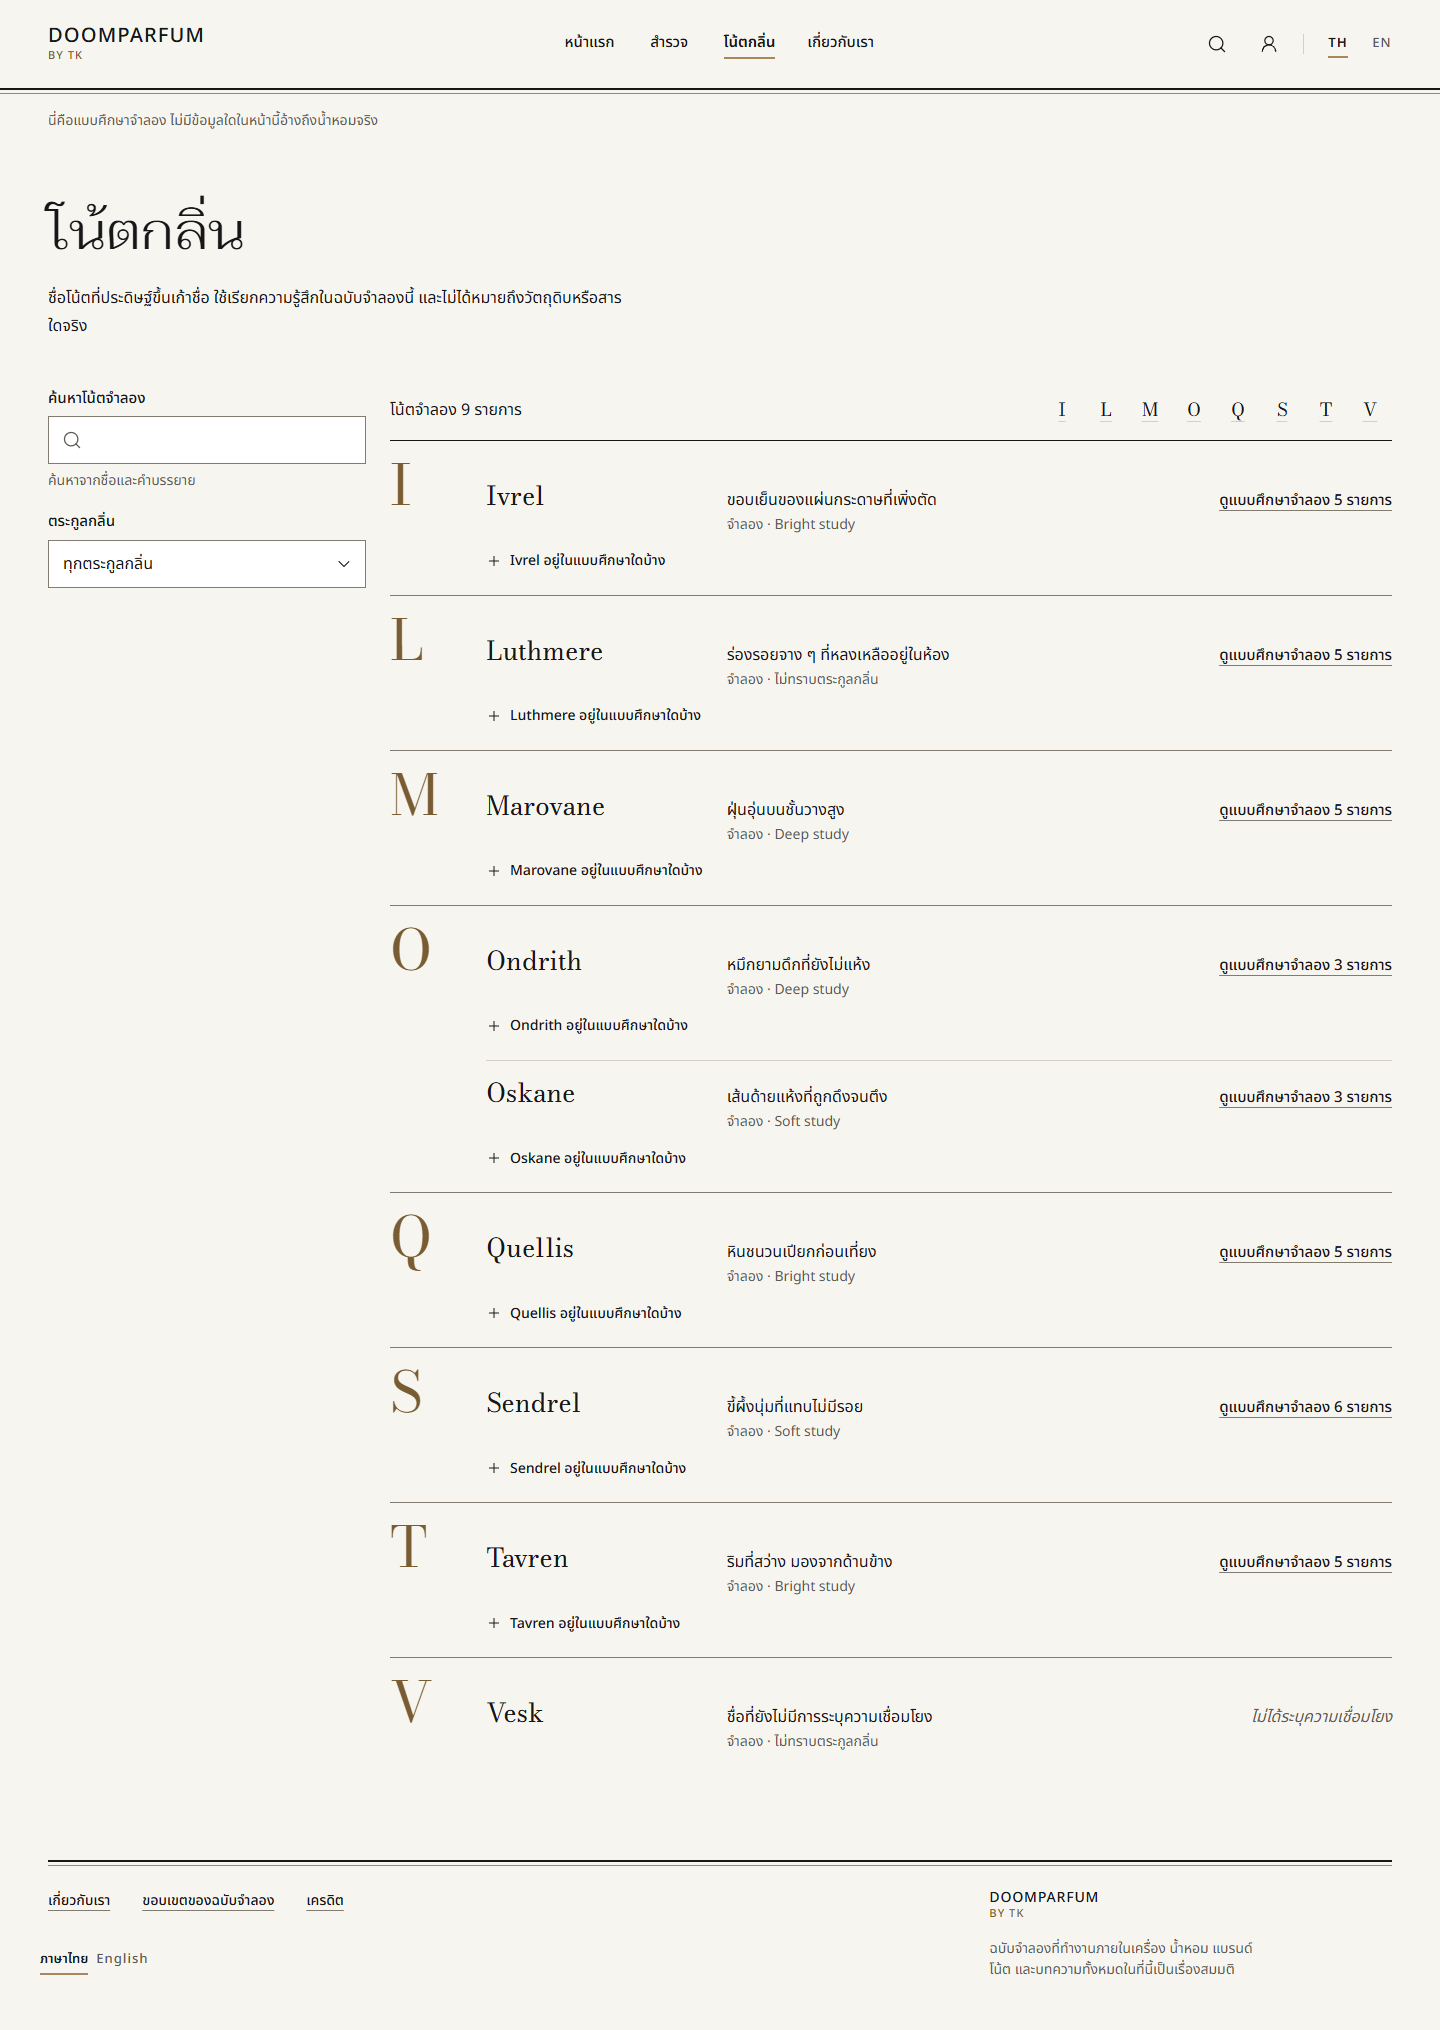 DOOMPARFUM
BY TK
หน้าแรก
สำรวจ
โน้ตกลิ่น
เกี่ยวกับเรา
TH
EN
นี่คือแบบศึกษาจำลอง ไม่มีข้อมูลใดในหน้านี้อ้างถึงน้ำหอมจริง
โน้ตกลิ่น
ชื่อโน้ตที่ประดิษฐ์ขึ้นเก้าชื่อ ใช้เรียกความรู้สึกในฉบับจำลองนี้ และไม่ได้หมายถึงวัตถุดิบหรือสาร
ใดจริง
ค้นหาโน้ตจำลอง
ค้นหาจากชื่อและคำบรรยาย
ตระกูลกลิ่น
ทุกตระกูลกลิ่น
โน้ตจำลอง 9 รายการ
I L M O Q S T V
I
Ivrel
ขอบเย็นของแผ่นกระดาษที่เพิ่งตัด
จำลอง · Bright study
ดูแบบศึกษาจำลอง 5 รายการ
+ Ivrel อยู่ในแบบศึกษาใดบ้าง
L
Luthmere
ร่องรอยจาง ๆ ที่หลงเหลืออยู่ในห้อง
จำลอง · ไม่ทราบตระกูลกลิ่น
ดูแบบศึกษาจำลอง 5 รายการ
+ Luthmere อยู่ในแบบศึกษาใดบ้าง
M
Marovane
ฝุ่นอุ่นบนชั้นวางสูง
จำลอง · Deep study
ดูแบบศึกษาจำลอง 5 รายการ
+ Marovane อยู่ในแบบศึกษาใดบ้าง
O
Ondrith
หมึกยามดึกที่ยังไม่แห้ง
จำลอง · Deep study
ดูแบบศึกษาจำลอง 3 รายการ
+ Ondrith อยู่ในแบบศึกษาใดบ้าง
Oskane
เส้นด้ายแห้งที่ถูกดึงจนตึง
จำลอง · Soft study
ดูแบบศึกษาจำลอง 3 รายการ
+ Oskane อยู่ในแบบศึกษาใดบ้าง
Q
Quellis
หินชนวนเปียกก่อนเที่ยง
จำลอง · Bright study
ดูแบบศึกษาจำลอง 5 รายการ
+ Quellis อยู่ในแบบศึกษาใดบ้าง
S
Sendrel
ขี้ผึ้งนุ่มที่แทบไม่มีรอย
จำลอง · Soft study
ดูแบบศึกษาจำลอง 6 รายการ
+ Sendrel อยู่ในแบบศึกษาใดบ้าง
T
Tavren
ริมที่สว่าง มองจากด้านข้าง
จำลอง · Bright study
ดูแบบศึกษาจำลอง 5 รายการ
+ Tavren อยู่ในแบบศึกษาใดบ้าง
V
Vesk
ชื่อที่ยังไม่มีการระบุความเชื่อมโยง
จำลอง · ไม่ทราบตระกูลกลิ่น
ไม่ได้ระบุความเชื่อมโยง
เกี่ยวกับเรา
ขอบเขตของฉบับจำลอง
เครดิต
ภาษาไทย
English
DOOMPARFUM
BY TK
ฉบับจำลองที่ทำงานภายในเครื่อง น้ำหอม แบรนด์
โน้ต และบทความทั้งหมดในที่นี้เป็นเรื่องสมมติ